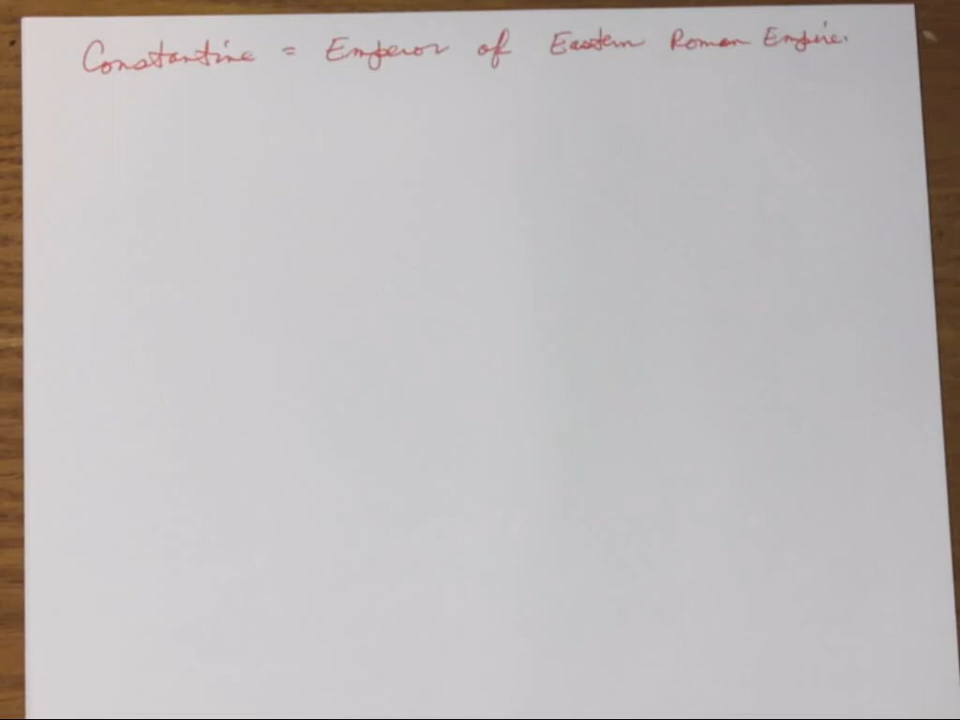 Constantine = Emperor of Eastern Roman Empire.